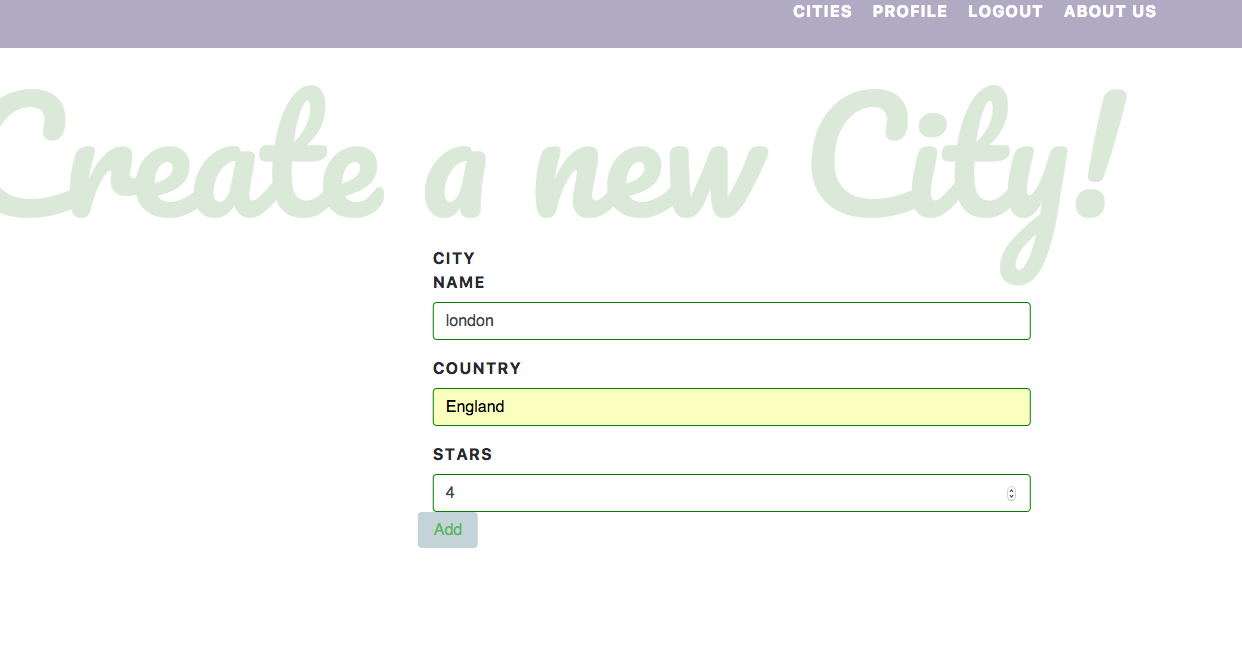 CITIES PROFILE LOGOUT ABOUT US
Create a new City!
CITY
NAME
london
COUNTRY
England
STARS
4
Add